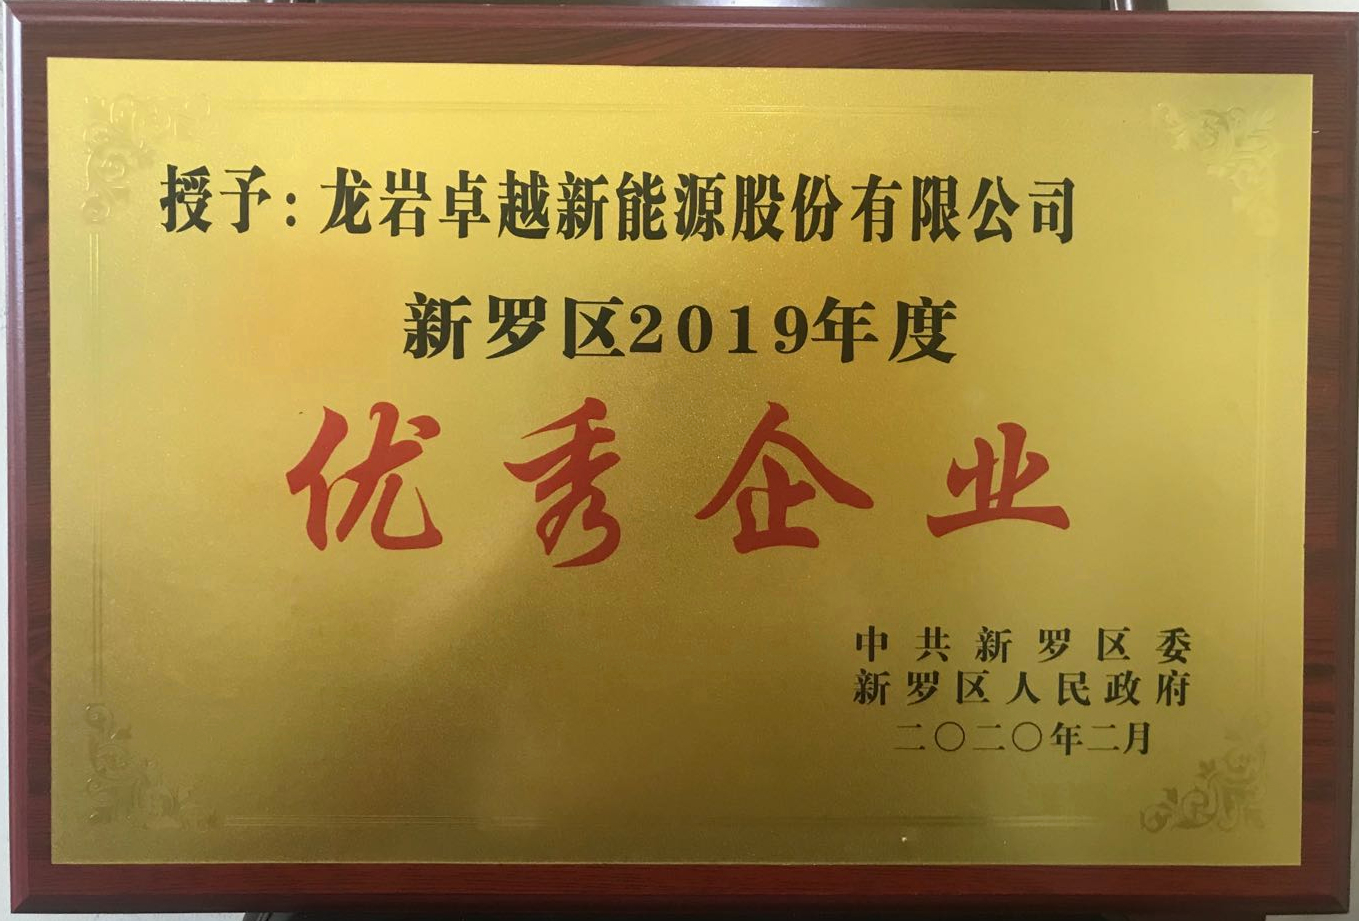 授予:龙岩卓越新能源股份有限公司
新罗区2019年度
优秀企业
中共新罗区委
新罗区人民政府
二〇二〇年二月